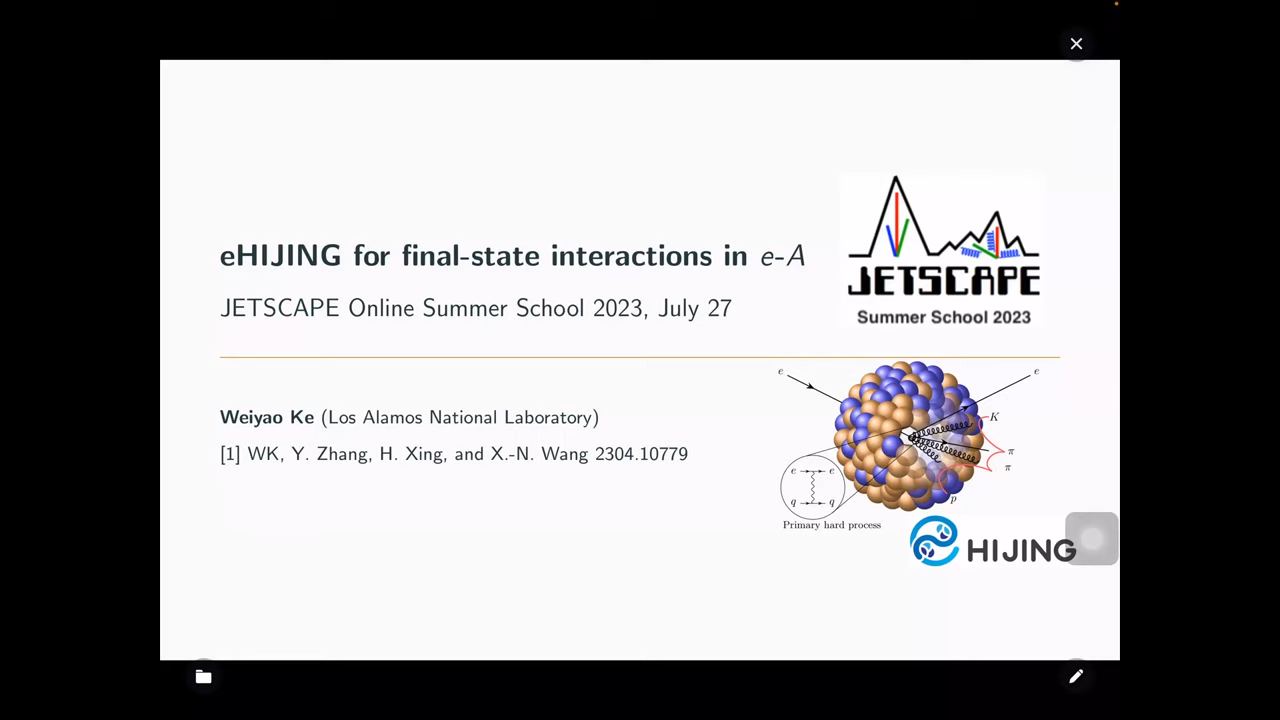 eHIJING for final-state interactions in e-A
JETSCAPE Online Summer School 2023, July 27
JETSCAPE
Summer School 2023
Weiyao Ke (Los Alamos National Laboratory)
[1] WK, Y. Zhang, H. Xing, and X.-N. Wang 2304.10779
e
e
K
π
π
p
e
e
q
q
Primary hard process
HIJING